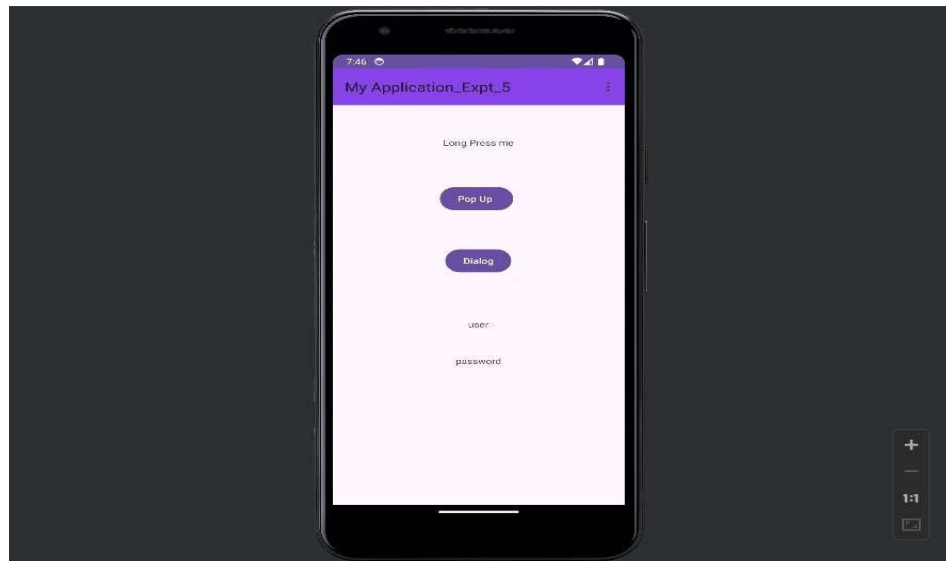 7:46
My Application_Expt_5
Long Press me
Pop Up
Dialog
user
password
1:1